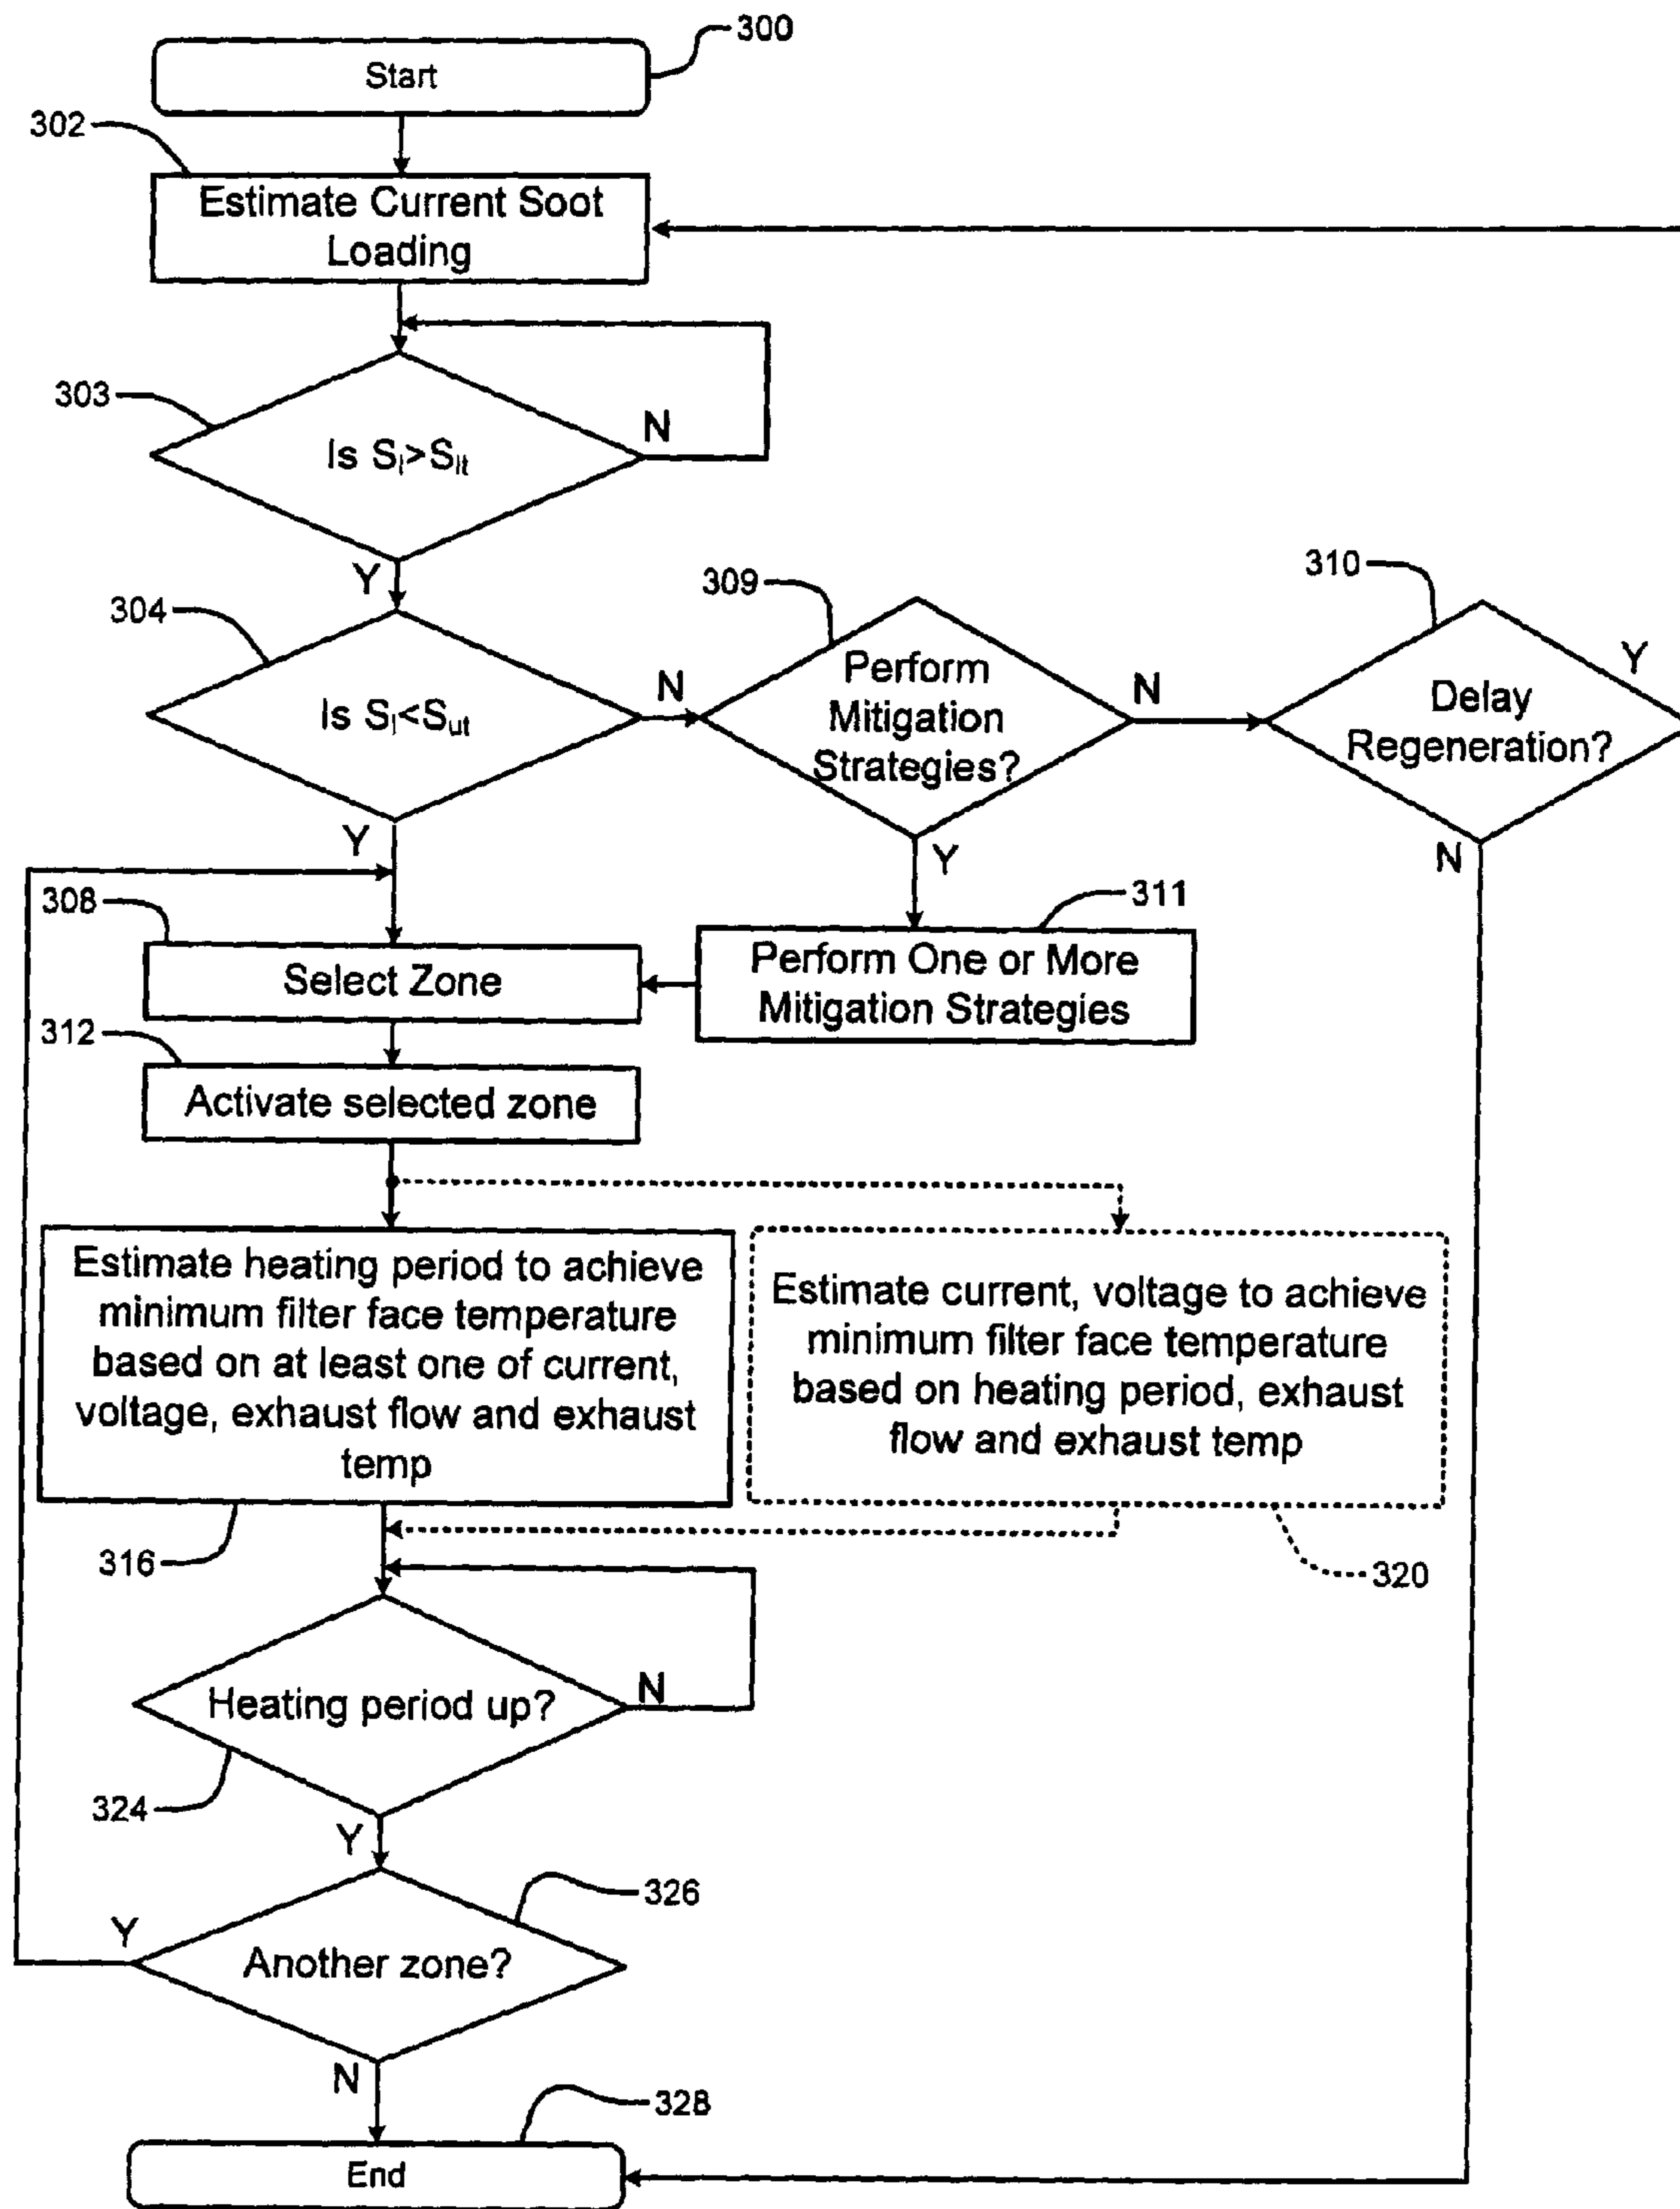 300
Start
302
Estimate Current Soot
Loading
303
Is Sl>Slt
N
Y
304
Is Sl<Sut
N
309
Perform
Mitigation
Strategies?
N
310
Delay
Regeneration?
Y
Y
Y
N
308
Select Zone
311
Perform One or More
Mitigation Strategies
312
Activate selected zone
Estimate heating period to achieve
minimum filter face temperature
based on at least one of current,
voltage, exhaust flow and exhaust
temp
316
Estimate current, voltage to achieve
minimum filter face temperature
based on heating period, exhaust
flow and exhaust temp
320
Heating period up?
N
324
Y
326
Another zone?
Y
N
328
End